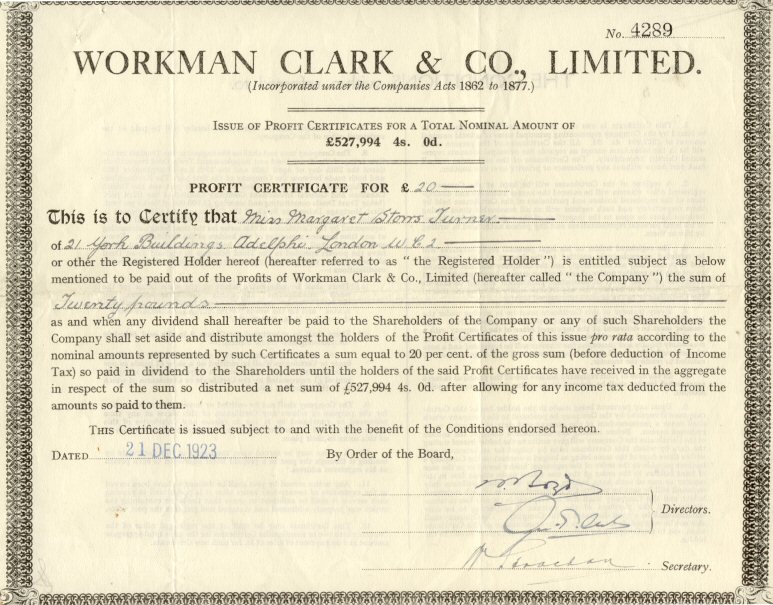 No. 4289
WORKMAN CLARK & CO., LIMITED.
(Incorporated under the Companies Acts 1862 to 1877.)
ISSUE OF PROFIT CERTIFICATES FOR A TOTAL NOMINAL AMOUNT OF
£527,994 4s. 0d.
PROFIT CERTIFICATE FOR £ 20
This is to Certify that Miss Margaret Storrs Turner
of 21 York Buildings Adelphi London W C 2
or other the Registered Holder hereof (hereafter referred to as “ the Registered Holder ”) is entitled subject as below
mentioned to be paid out of the profits of Workman Clark & Co., Limited (hereafter called “ the Company ”) the sum of
Twenty pounds
as and when any dividend shall hereafter be paid to the Shareholders of the Company or any of such Shareholders the
Company shall set aside and distribute amongst the holders of the Profit Certificates of this issue pro rata according to the
nominal amounts represented by such Certificates a sum equal to 20 per cent. of the gross sum (before deduction of Income
Tax) so paid in dividend to the Shareholders until the holders of the said Profit Certificates have received in the aggregate
in respect of the sum so distributed a net sum of £527,994 4s. 0d. after allowing for any income tax deducted from the
amounts so paid to them.
THIS Certificate is issued subject to and with the benefit of the Conditions endorsed hereon.
DATED 21 DEC 1923 By Order of the Board,
Directors.
Secretary.